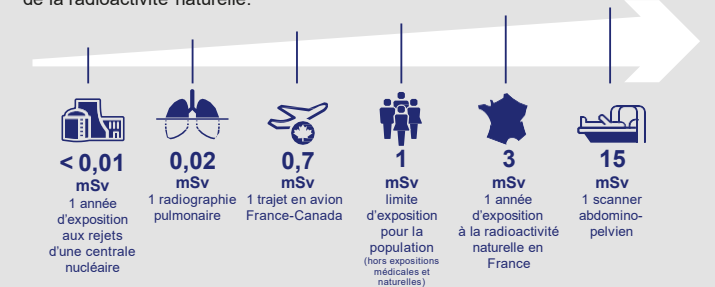 de la radioactivité naturelle.
< 0,01
mSv
1 année
d'exposition
aux rejets
d'une centrale
nucléaire
0,02
mSv
1 radiographie
pulmonaire
0,7
mSv
1 trajet en avion
France-Canada
1
mSv
limite
d'exposition
pour la
population
(hors expositions
médicales et
naturelles)
3
mSv
1 année
d'exposition
à la radioactivité
naturelle en
France
15
mSv
1 scanner
abdomino-
pelvien